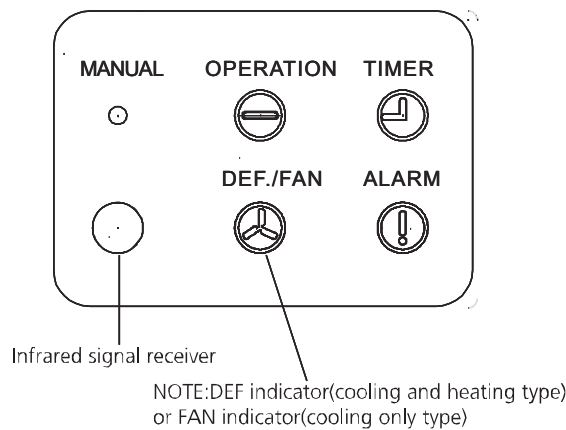 MANUAL OPERATION TIMER
DEF./FAN ALARM
Infrared signal receiver
NOTE:DEF indicator(cooling and heating type)
or FAN indicator(cooling only type)